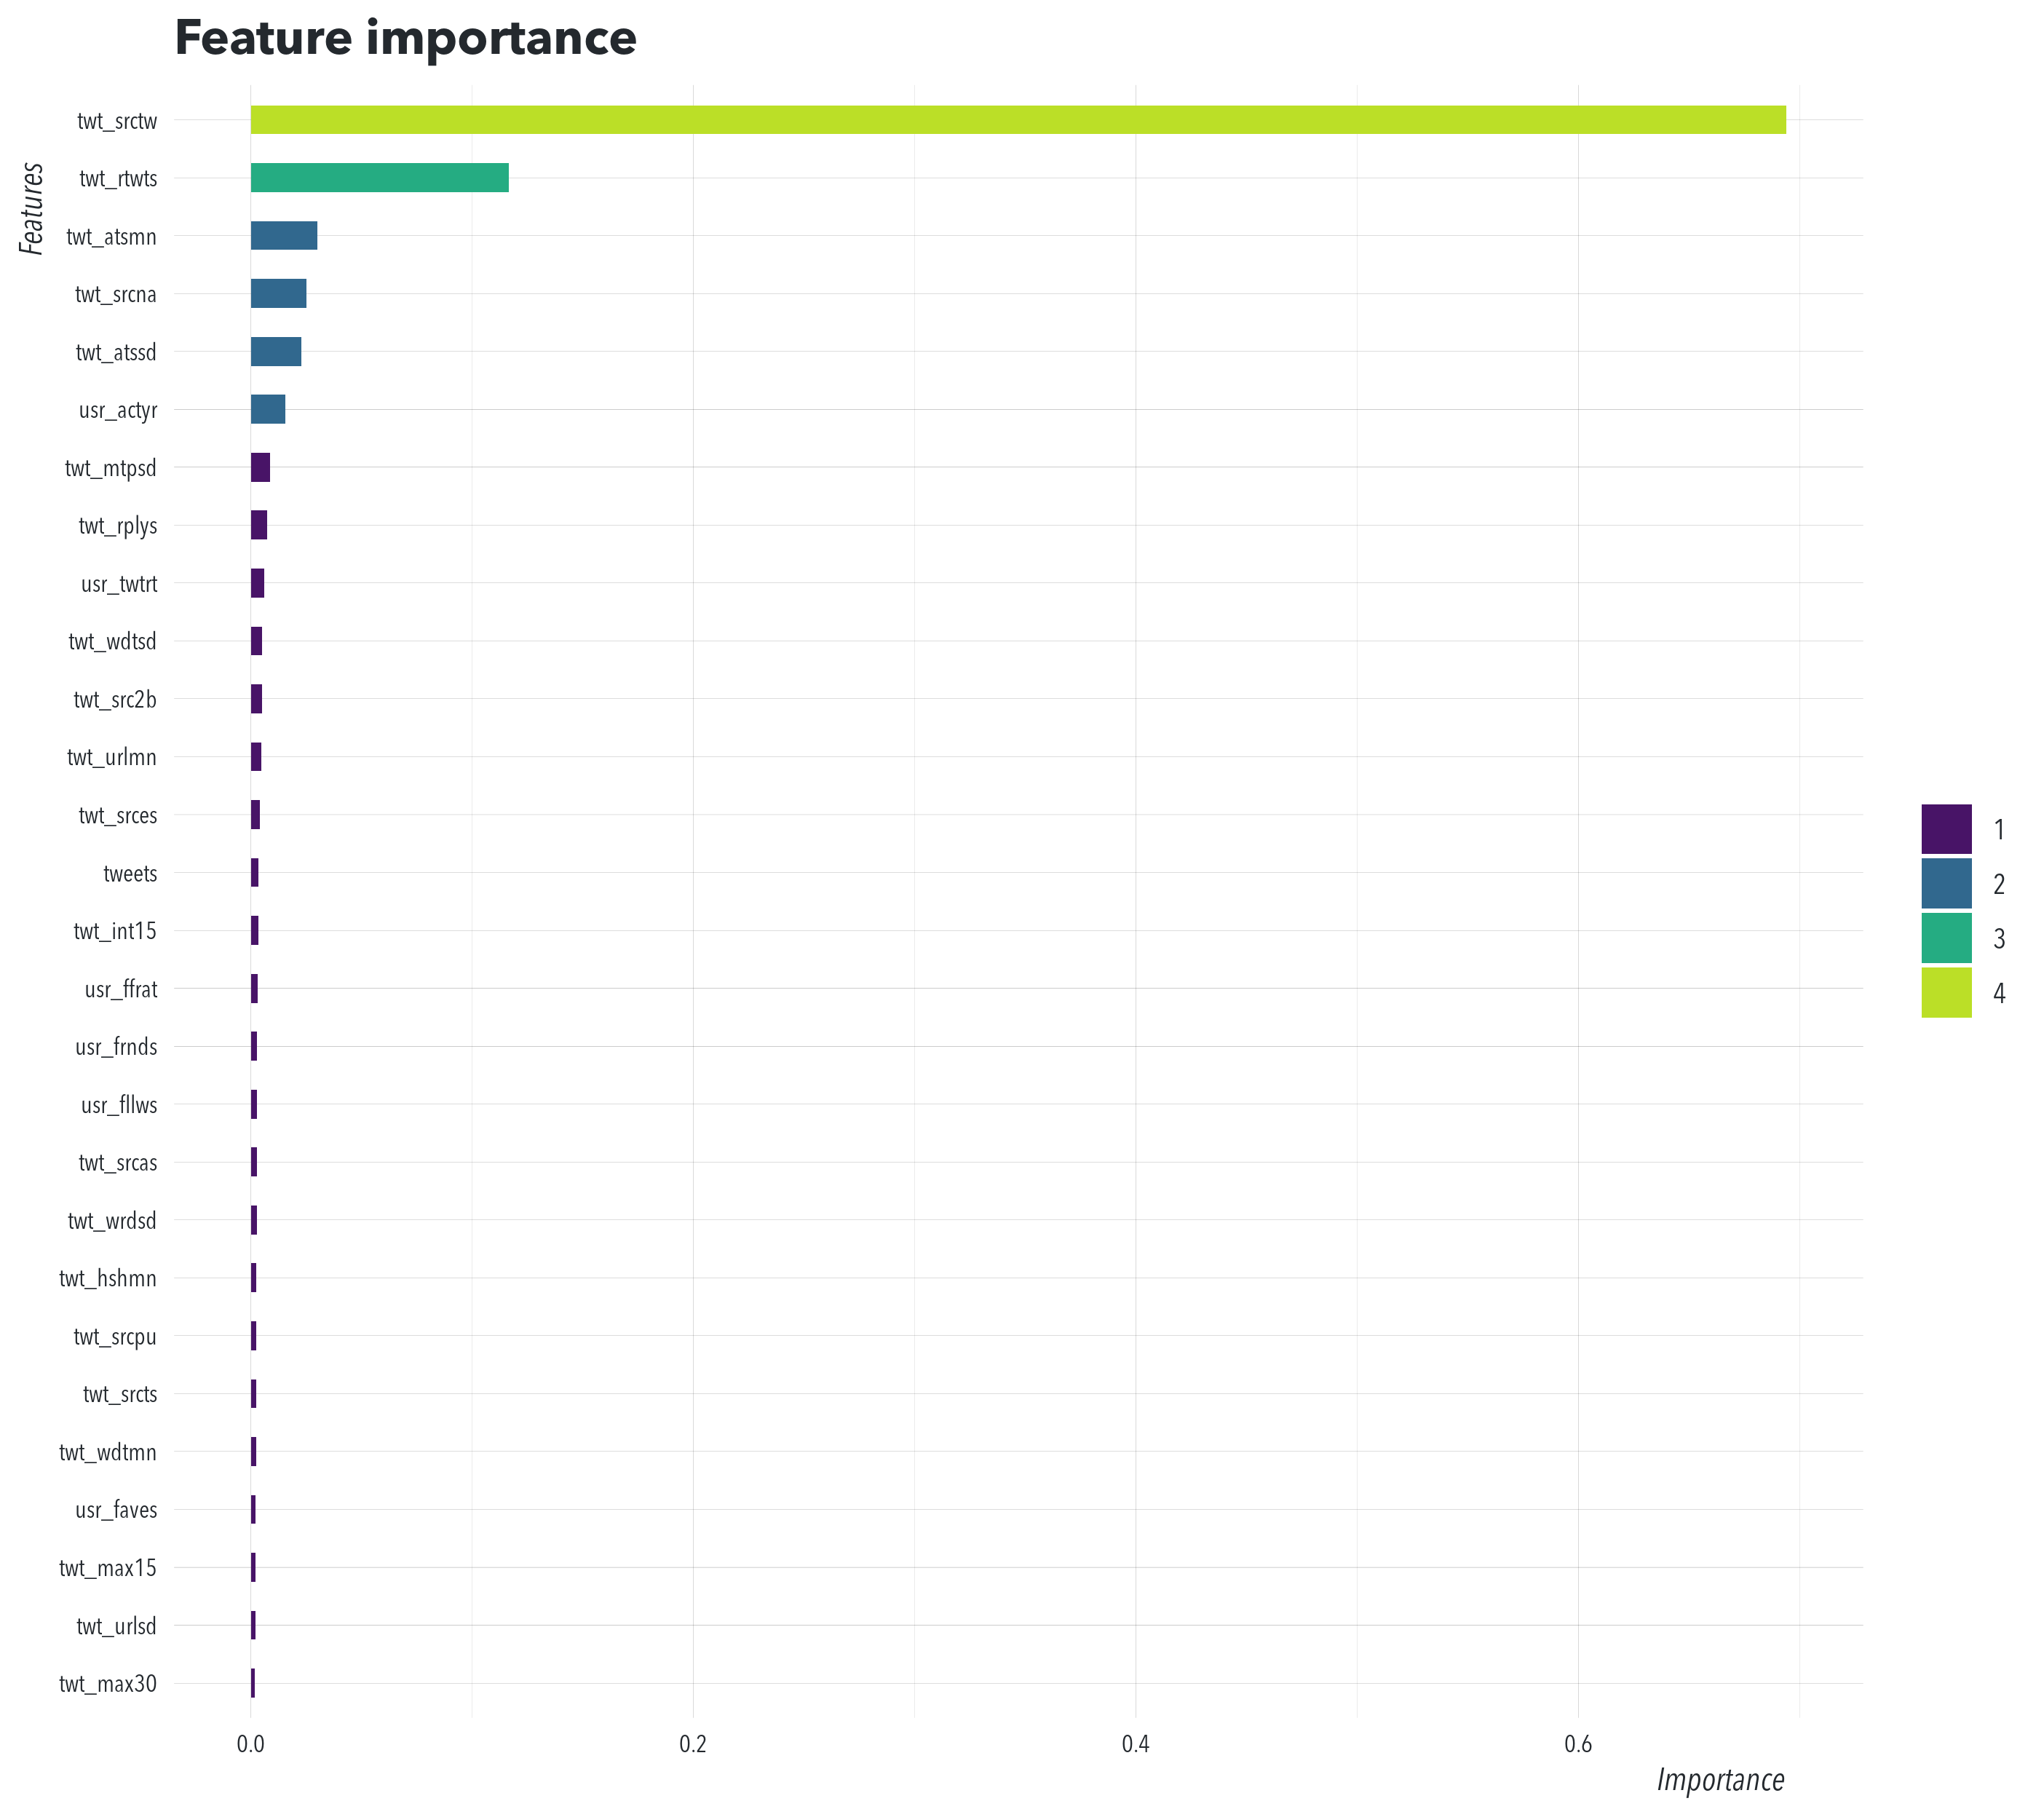 Feature importance
Features
twt_srctw
twt_rtwts
twt_atsmn
twt_srcna
twt_atssd
usr_actyr
twt_mtpsd
twt_rplys
usr_twtrt
twt_wdtsd
twt_src2b
twt_urlmn
twt_srces
tweets
twt_int15
usr_ffrat
usr_frnds
usr_fllws
twt_srcas
twt_wrdsd
twt_hshmn
twt_srcpu
twt_srcts
twt_wdtmn
usr_faves
twt_max15
twt_urlsd
twt_max30
0.0 0.2 0.4 0.6
Importance
1
2
3
4